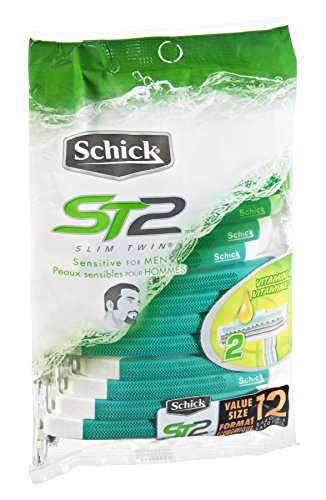 Schick®
ST2™
SLIM TWIN®
Sensitive FOR MEN
Peaux sensibles POUR HOMMES
Schick
Schick
Schick
VITAMIN
VITAMINE
2
Schick
Schick
ST2
VALUE
SIZE
FORMAT
ÉCONOMIQUE
12